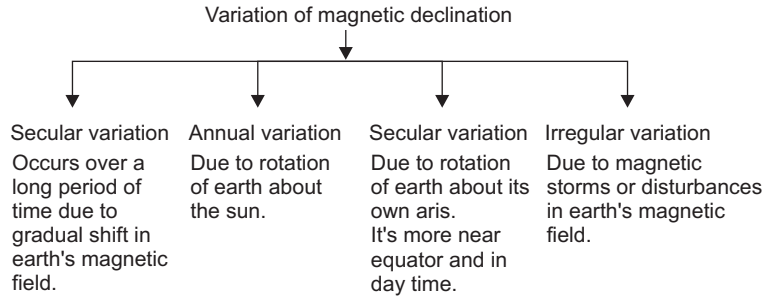 Variation of magnetic declination
Secular variation
Occurs over a
long period of
time due to
gradual shift in
earth's magnetic
field.
Annual variation
Due to rotation
of earth about
the sun.
Secular variation
Due to rotation
of earth about its
own aris.
It's more near
equator and in
day time.
Irregular variation
Due to magnetic
storms or disturbances
in earth's magnetic
field.